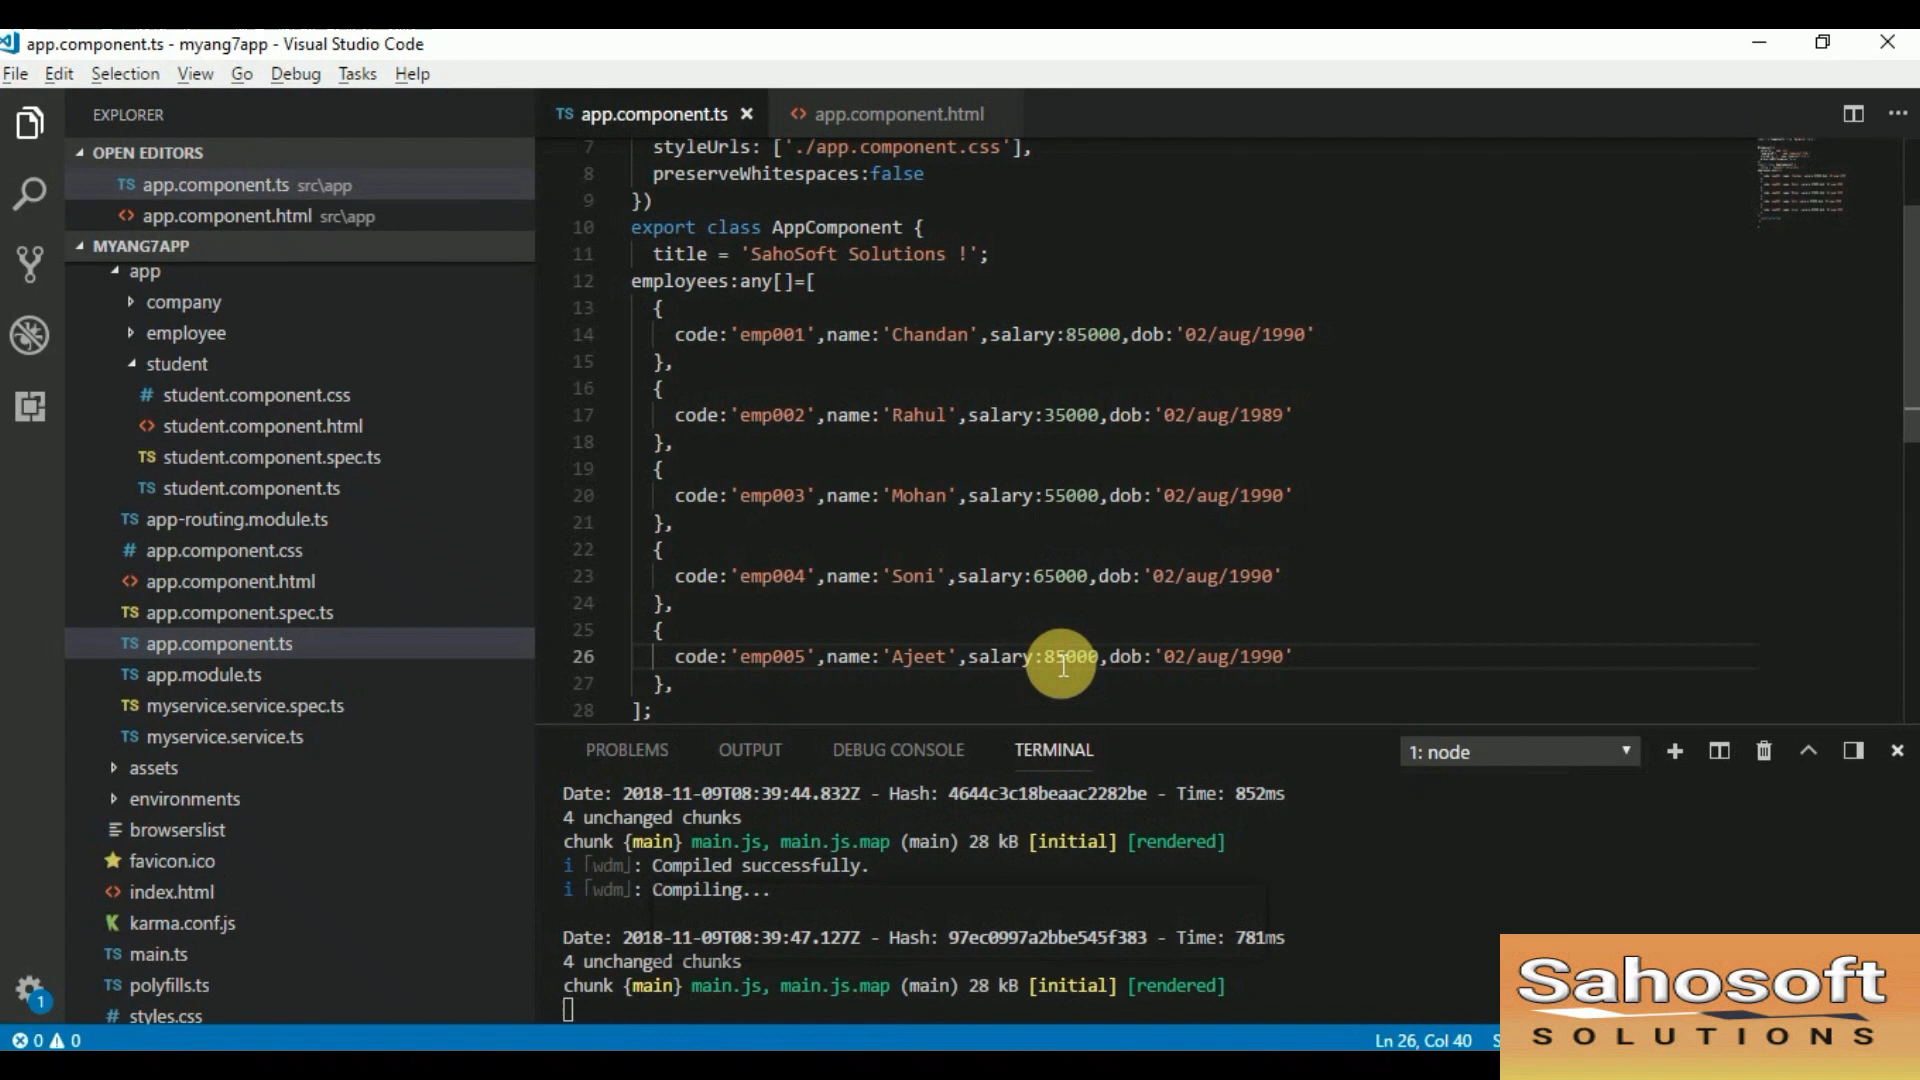 app.component.ts - myang7app - Visual Studio Code
File Edit Selection View Go Debug Tasks Help
EXPLORER
OPEN EDITORS
TS app.component.ts src\app
<> app.component.html src\app
MYANG7APP
app
company
employee
student
# student.component.css
<> student.component.html
TS student.component.spec.ts
TS student.component.ts
TS app-routing.module.ts
# app.component.css
<> app.component.html
TS app.component.spec.ts
TS app.component.ts
TS app.module.ts
TS myservice.service.spec.ts
TS myservice.service.ts
assets
environments
browserslist
favicon.ico
<> index.html
K karma.conf.js
TS main.ts
TS polyfills.ts
# styles.css
1
TS app.component.ts <> app.component.html
7 styleUrls: ['./app.component.css'],
8 preserveWhitespaces:false
9 })
10 export class AppComponent {
11 title = 'SahoSoft Solutions !';
12 employees:any[]=[
13 {
14 code:'emp001',name:'Chandan',salary:85000,dob:'02/aug/1990'
15 },
16 {
17 code:'emp002',name:'Rahul',salary:35000,dob:'02/aug/1989'
18 },
19 {
20 code:'emp003',name:'Mohan',salary:55000,dob:'02/aug/1990'
21 },
22 {
23 code:'emp004',name:'Soni',salary:65000,dob:'02/aug/1990'
24 },
25 {
26 code:'emp005',name:'Ajeet',salary:85000,dob:'02/aug/1990'
27 },
28 ];
PROBLEMS OUTPUT DEBUG CONSOLE TERMINAL 1: node
Date: 2018-11-09T08:39:44.832Z - Hash: 4644c3c18beaac2282be - Time: 852ms
4 unchanged chunks
chunk {main} main.js, main.js.map (main) 28 kB [initial] [rendered]
i ｢wdm｣: Compiled successfully.
i ｢wdm｣: Compiling...
Date: 2018-11-09T08:39:47.127Z - Hash: 97ec0997a2bbe545f383 - Time: 781ms
4 unchanged chunks
chunk {main} main.js, main.js.map (main) 28 kB [initial] [rendered]
0 0 Ln 26, Col 40 S
Sahosoft
SOLUTIONS